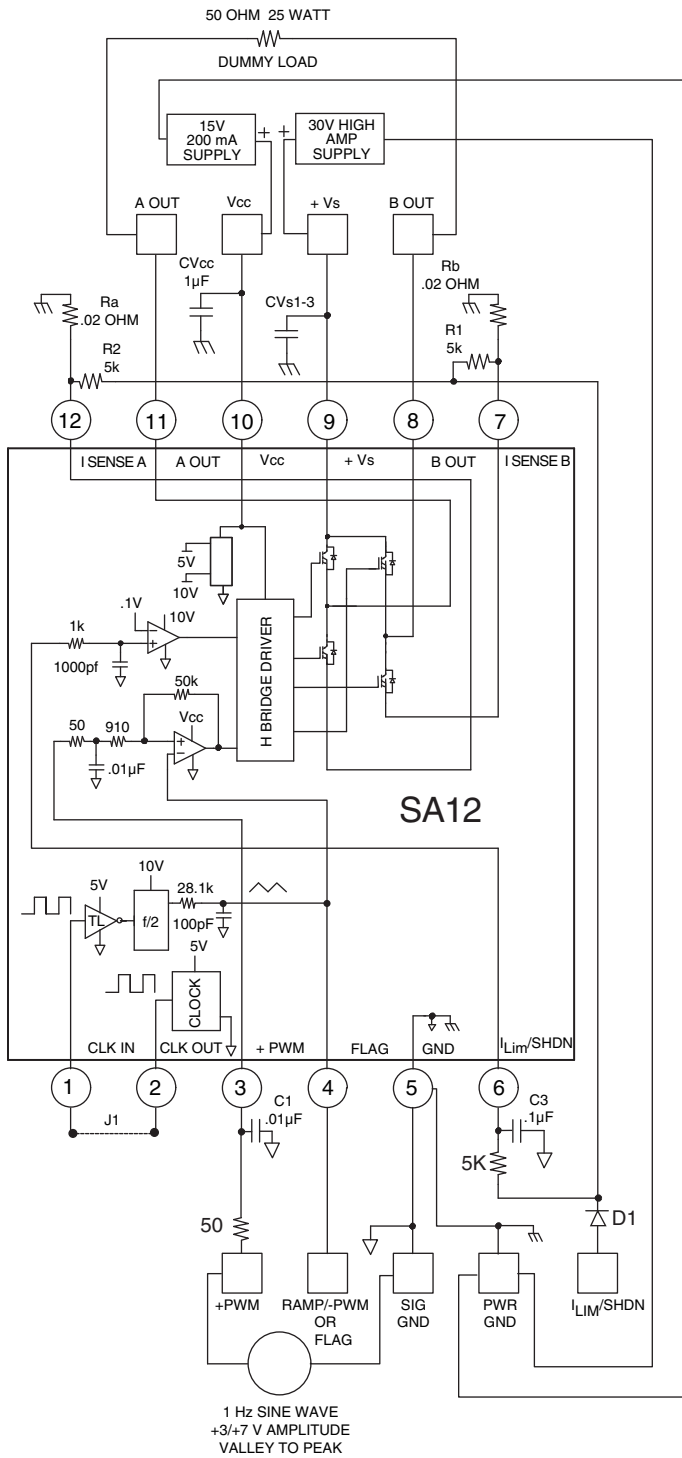 50 OHM 25 WATT
DUMMY LOAD
15V
200 mA
SUPPLY
+
+
30V HIGH
AMP
SUPPLY
A OUT
Vcc
+ Vs
B OUT
CVcc
1µF
CVs1-3
Ra
.02 OHM
R2
5k
Rb
.02 OHM
R1
5k
12
11
10
9
8
7
I SENSE A
A OUT
Vcc
+ Vs
B OUT
I SENSE B
5V
10V
.1V
10V
1k
1000pf
–
+
H BRIDGE DRIVER
50k
50
910
Vcc
+
–
.01µF
SA12
10V
5V
28.1k
TL
f/2
100pF
5V
CLOCK
CLK IN
CLK OUT
+ PWM
FLAG
GND
ILim/SHDN
1
2
3
4
5
6
J1
C1
.01µF
C3
.1µF
5K
50
D1
+PWM
RAMP/-PWM
OR
FLAG
SIG
GND
PWR
GND
ILIM/SHDN
1 Hz SINE WAVE
+3/+7 V AMPLITUDE
VALLEY TO PEAK